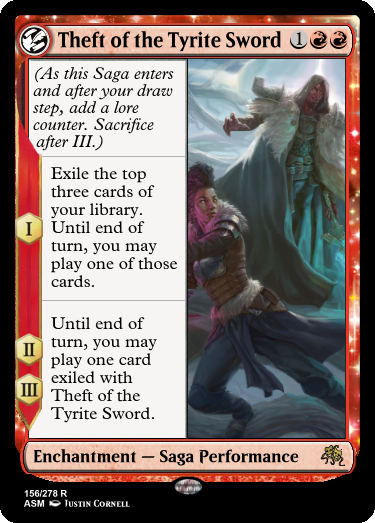 Theft of the Tyrite Sword 1
(As this Saga enters
and after your draw
step, add a lore
counter. Sacrifice
after III.)
I
Exile the top
three cards of
your library.
Until end of
turn, you may
play one of those
cards.
II
III
Until end of
turn, you may
play one card
exiled with
Theft of the
Tyrite Sword.
Enchantment — Saga Performance
156/278 R
ASM Justin Cornell